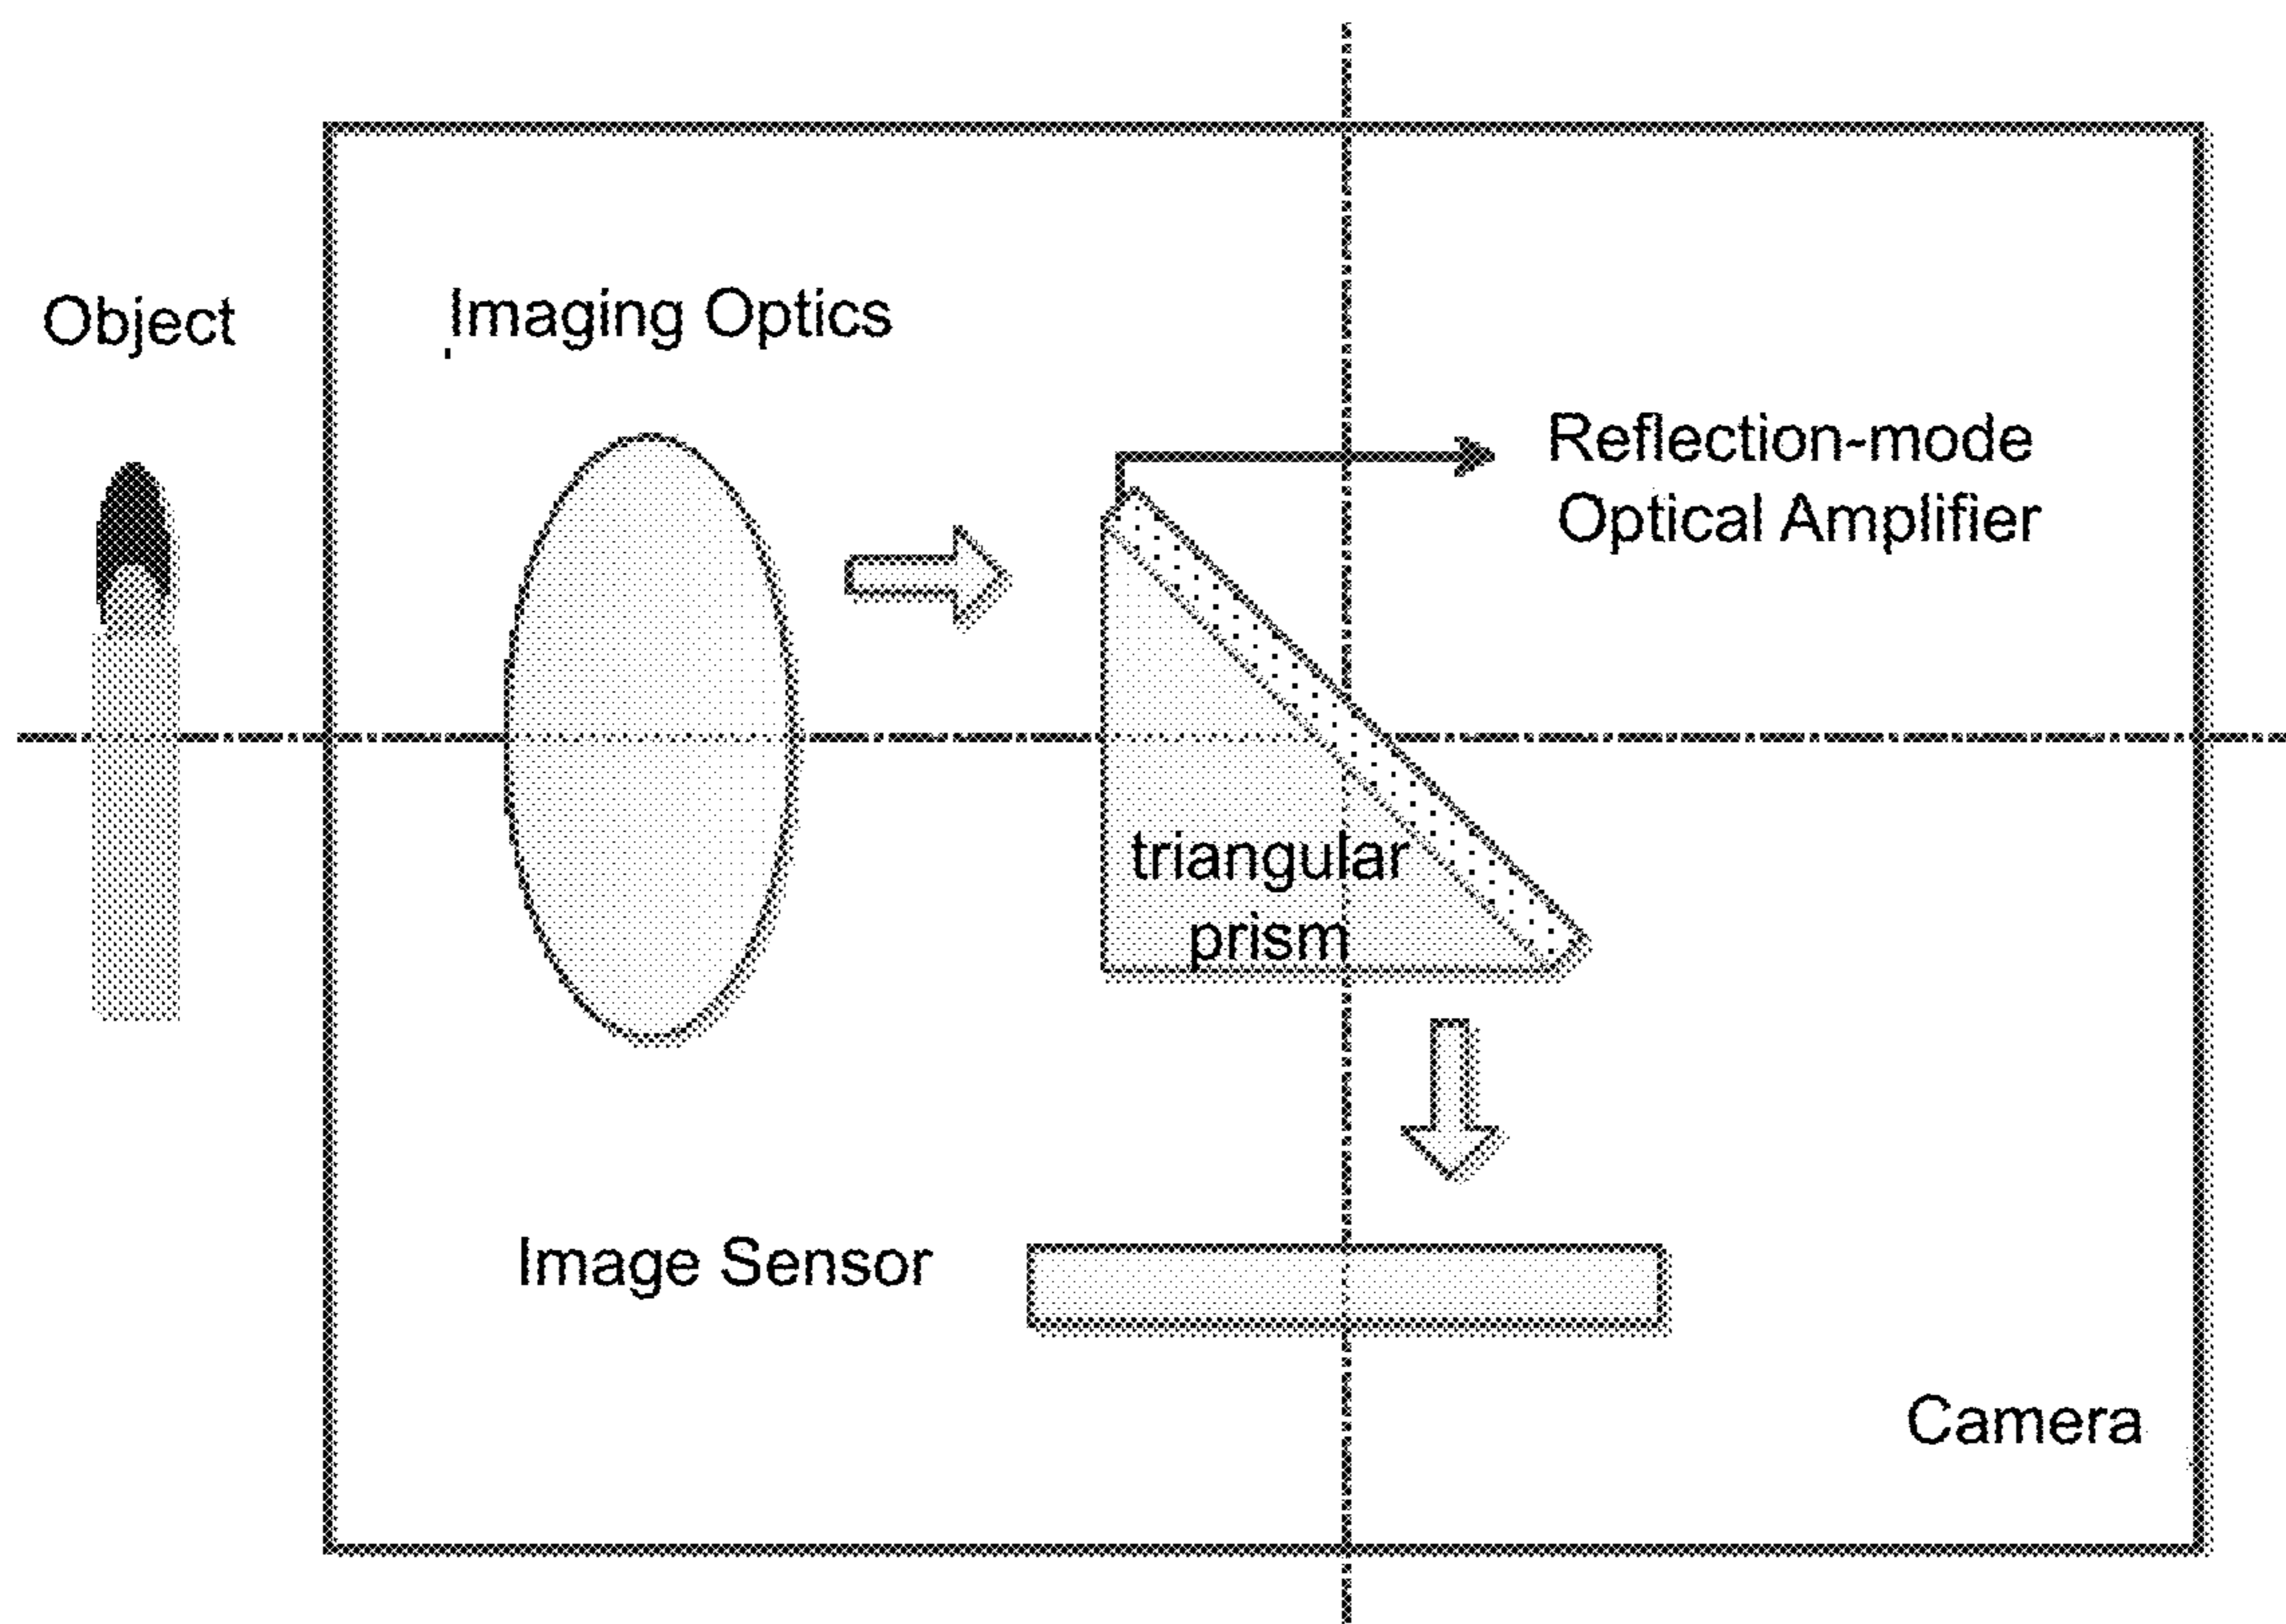 Object
Imaging Optics
Reflection-mode
Optical Amplifier
triangular
prism
Image Sensor
Camera